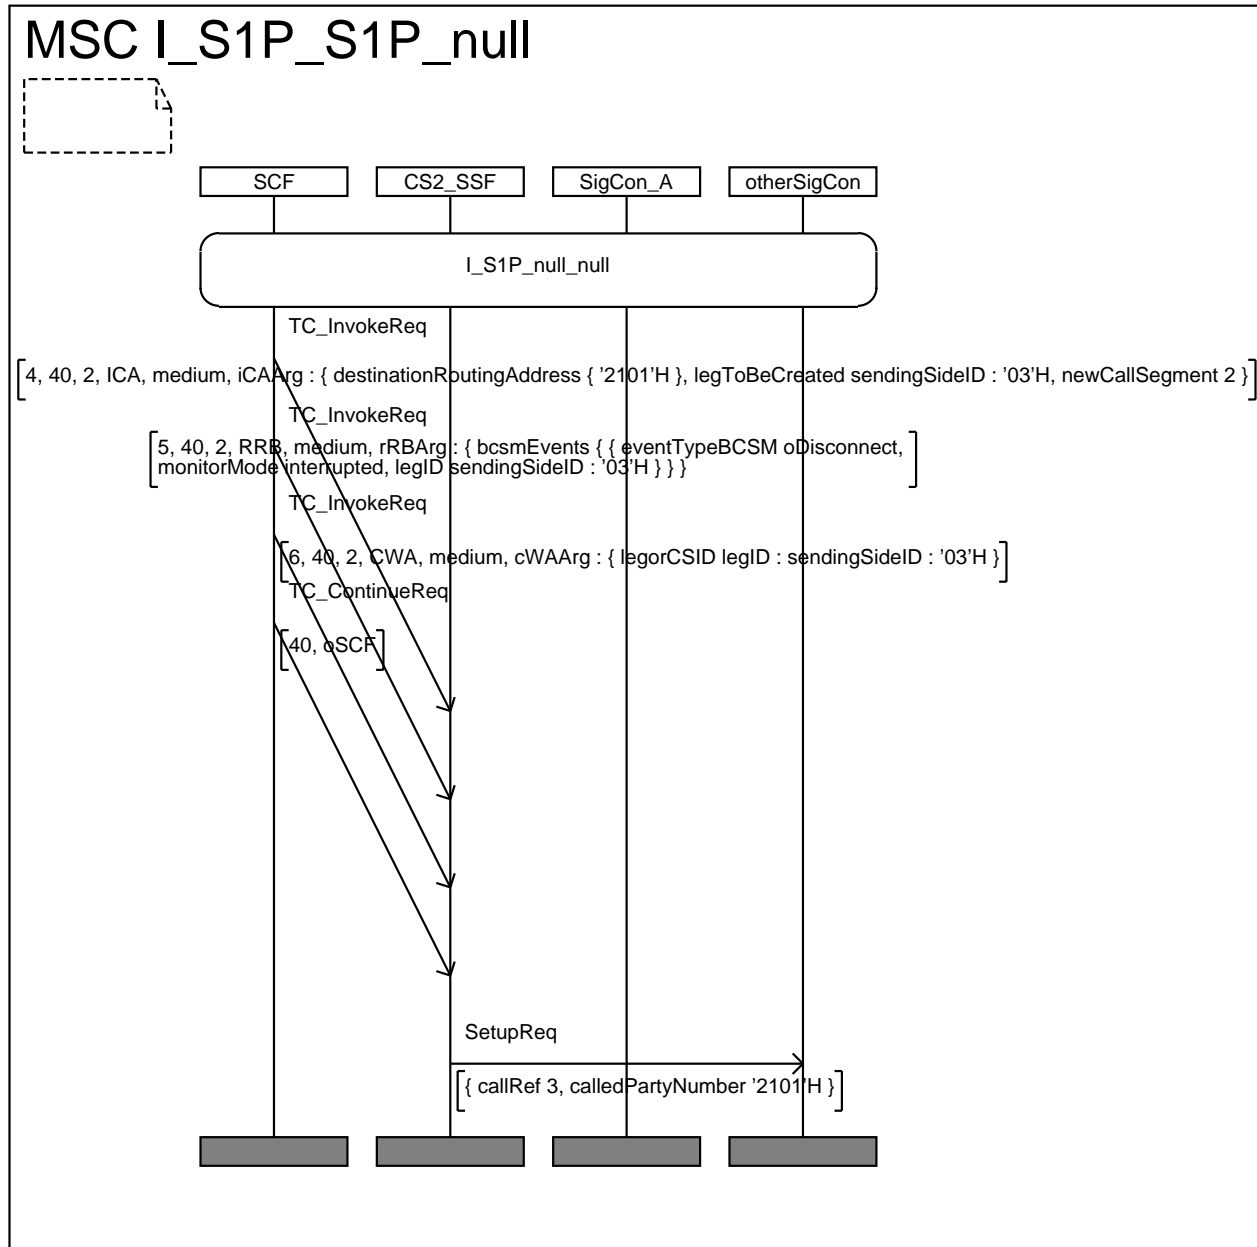 MSC I_S1P_S1P_null
SCF
CS2_SSF
SigCon_A
otherSigCon
I_S1P_null_null
TC_InvokeReq
4, 40, 2, ICA, medium, iCAArg : { destinationRoutingAddress { '2101'H }, legToBeCreated sendingSideID : '03'H, newCallSegment 2 }
TC_InvokeReq
5, 40, 2, RRB, medium, rRBArg : { bcsmEvents { { eventTypeBCSM oDisconnect,
monitorMode interrupted, legID sendingSideID : '03'H } } }
TC_InvokeReq
6, 40, 2, CWA, medium, cWAArg : { legorCSID legID : sendingSideID : '03'H }
TC_ContinueReq
40, oSCF
SetupReq
{ callRef 3, calledPartyNumber '2101'H }